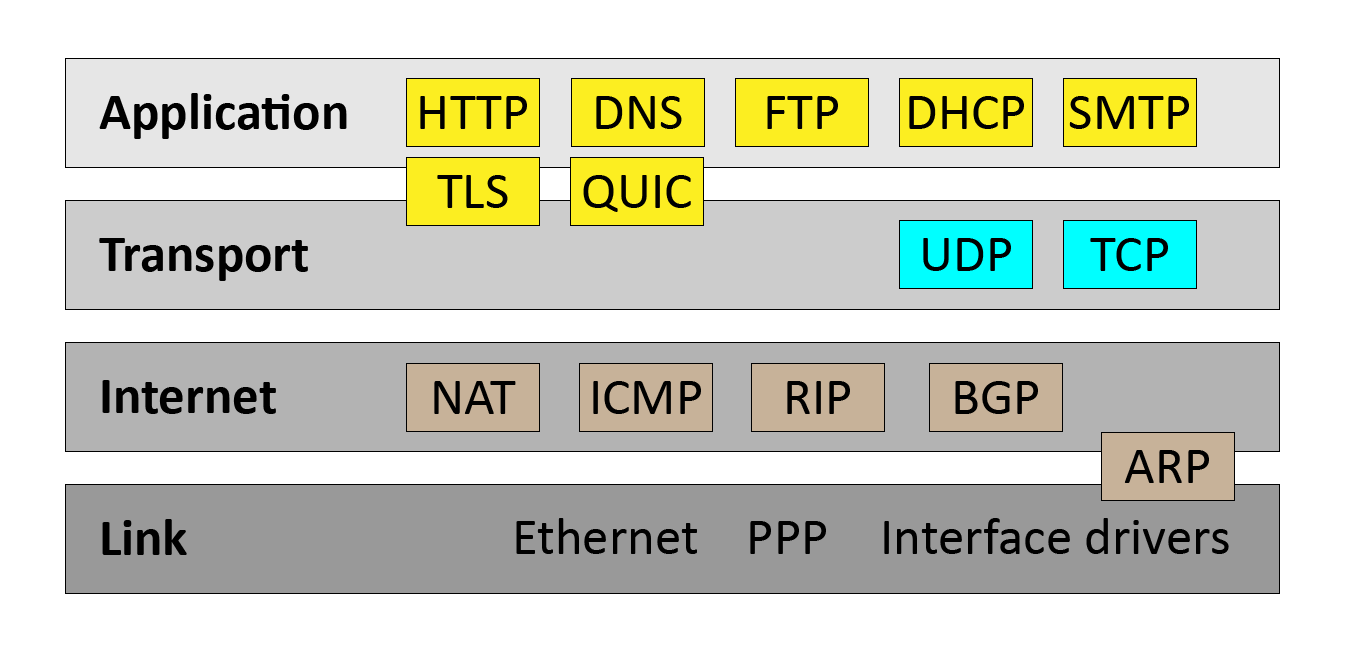 Application HTTP DNS FTP DHCP SMTP
TLS QUIC
Transport UDP TCP
Internet NAT ICMP RIP BGP
ARP
Link Ethernet PPP Interface drivers